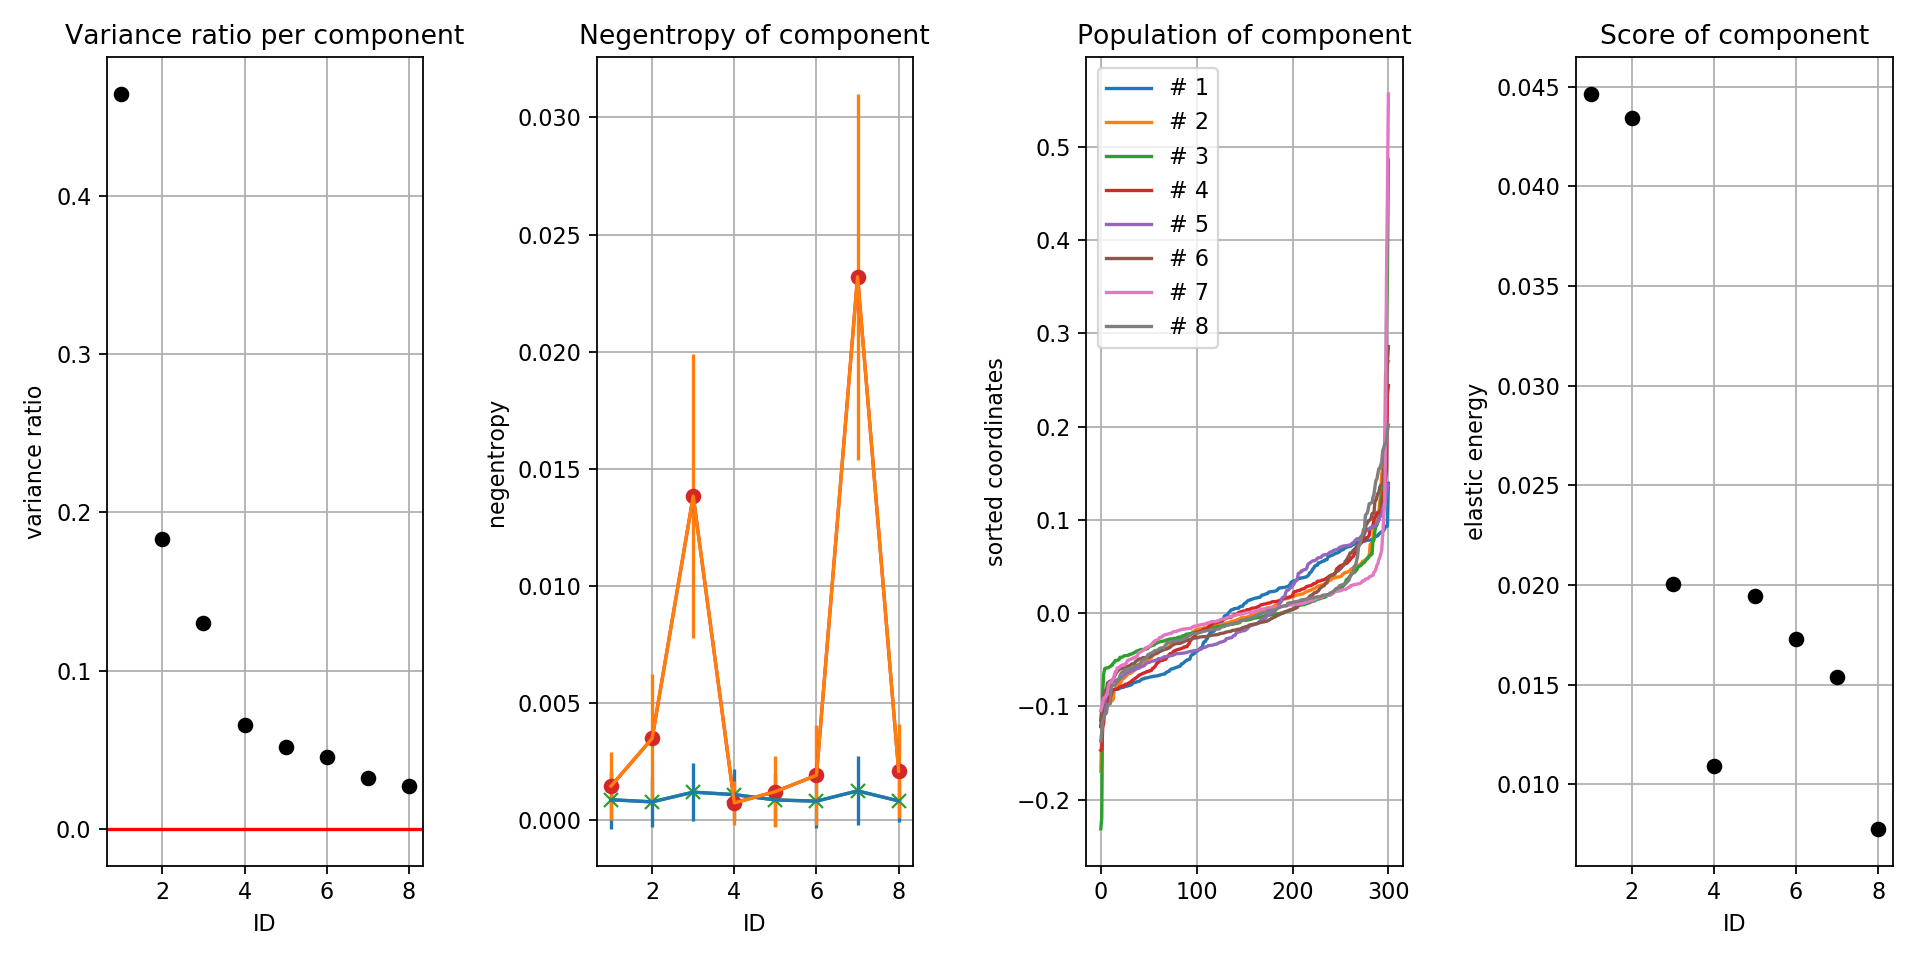 Variance ratio per component
variance ratio
0.4
0.3
0.2
0.1
0.0
2 4 6 8
ID
Negentropy of component
negentropy
0.030
0.025
0.020
0.015
0.010
0.005
0.000
2 4 6 8
ID
Population of component
sorted coordinates
0.5
0.4
0.3
0.2
0.1
0.0
−0.1
−0.2
# 1
# 2
# 3
# 4
# 5
# 6
# 7
# 8
0 100 200 300
Score of component
elastic energy
0.045
0.040
0.035
0.030
0.025
0.020
0.015
0.010
2 4 6 8
ID